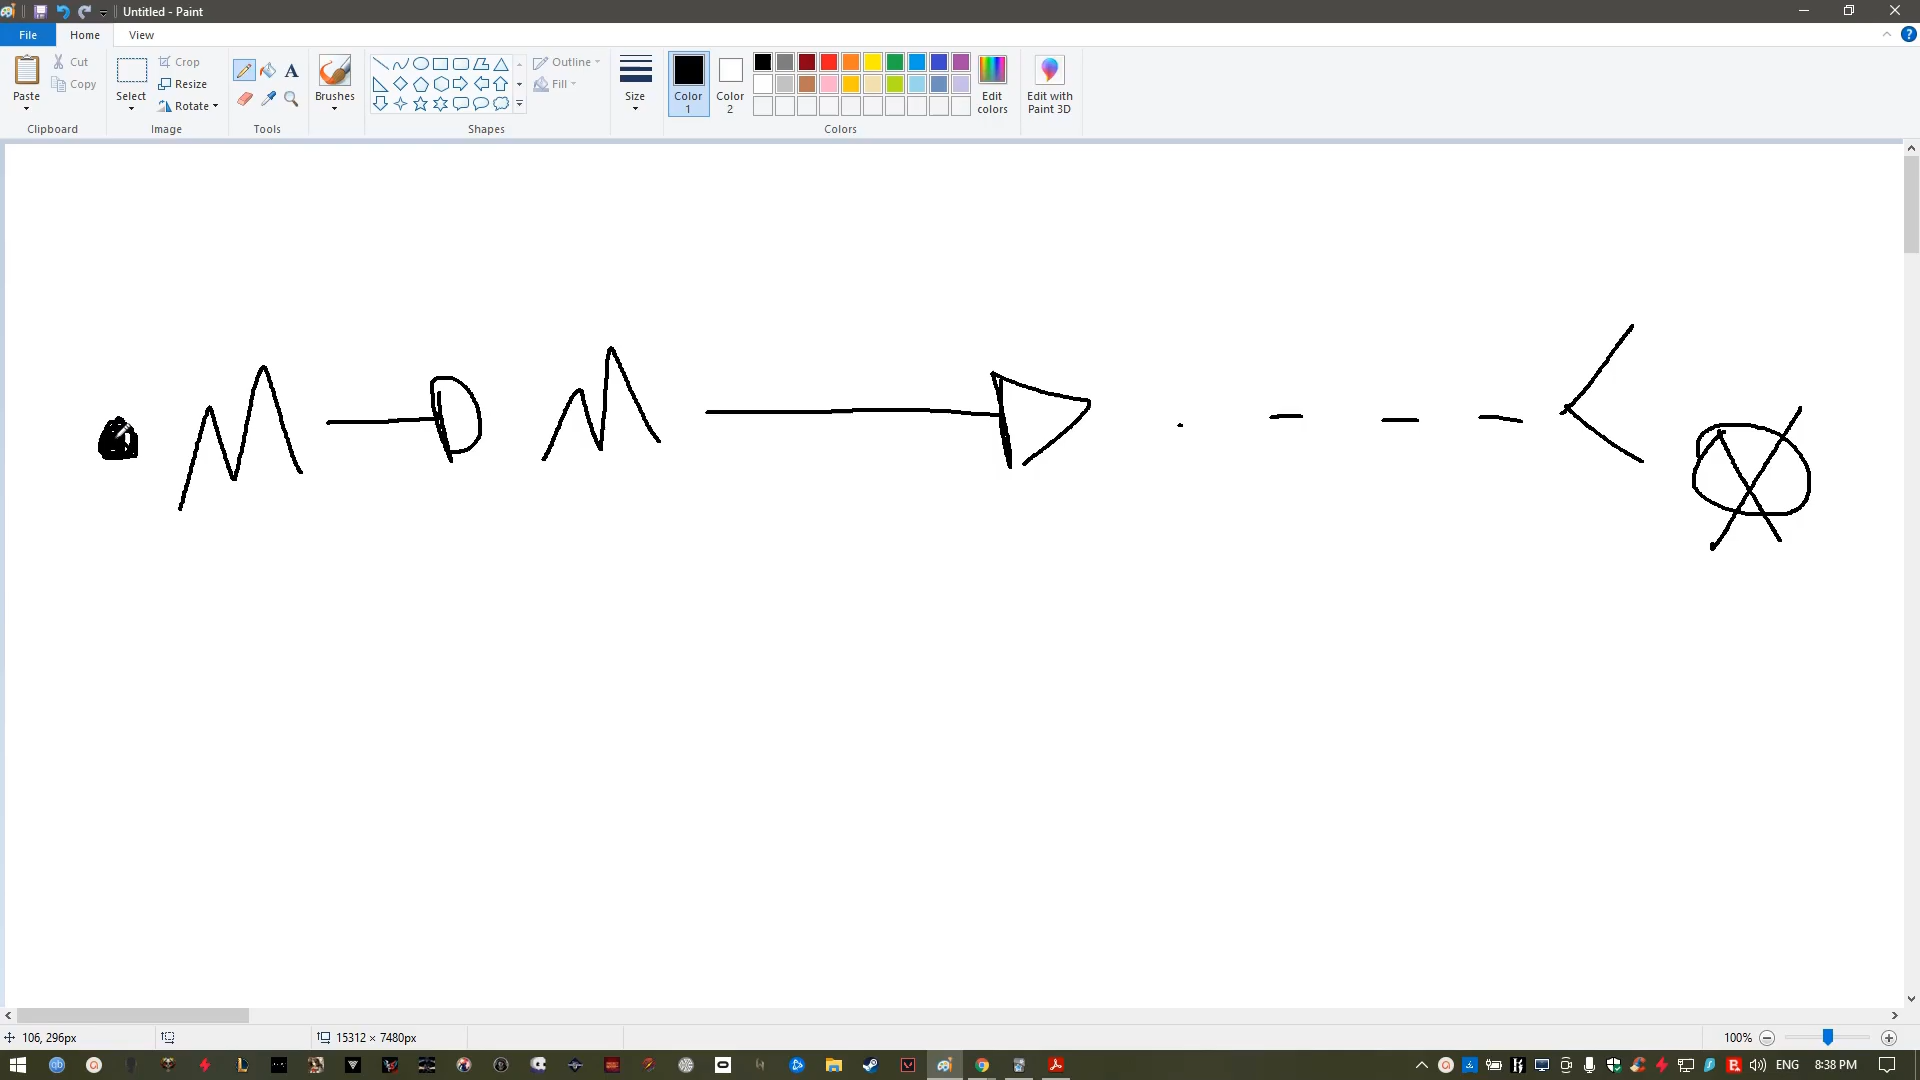 Untitled - Paint
File Home View
Paste Cut Copy Clipboard
Select Crop Resize Rotate Image
A Tools
Brushes
Outline Fill Shapes
Size
Color 1 Color 2 Edit colors Colors
Edit with Paint 3D
M D M
106, 296px 15312 × 7480px 100%
ENG 8:38 PM